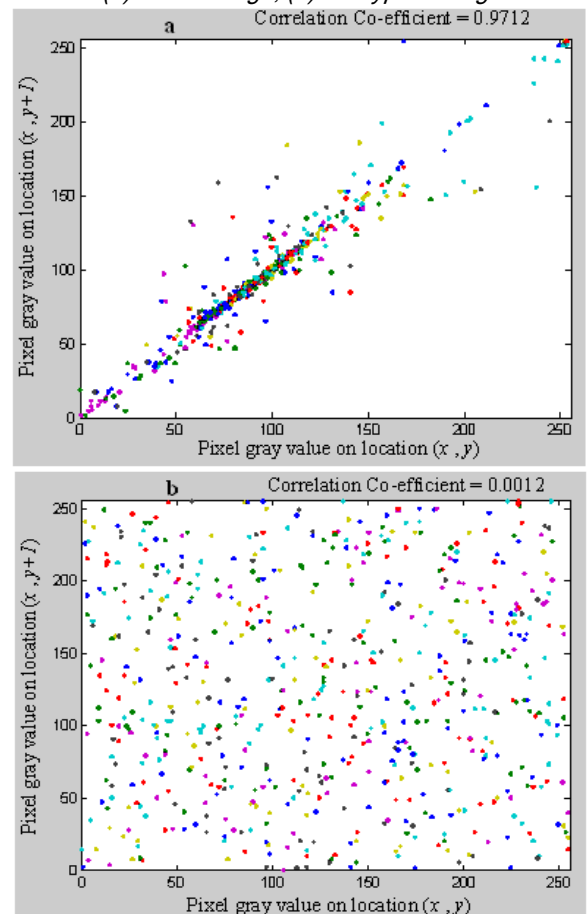 a Correlation Co-efficient = 0.9712
250
200
150
100
50
0
Pixel gray value on location (x , y+1)
0 50 100 150 200 250
Pixel gray value on location (x , y)
b Correlation Co-efficient = 0.0012
250
200
150
100
50
0
Pixel gray value on location (x , y+1)
0 50 100 150 200 250
Pixel gray value on location (x , y)